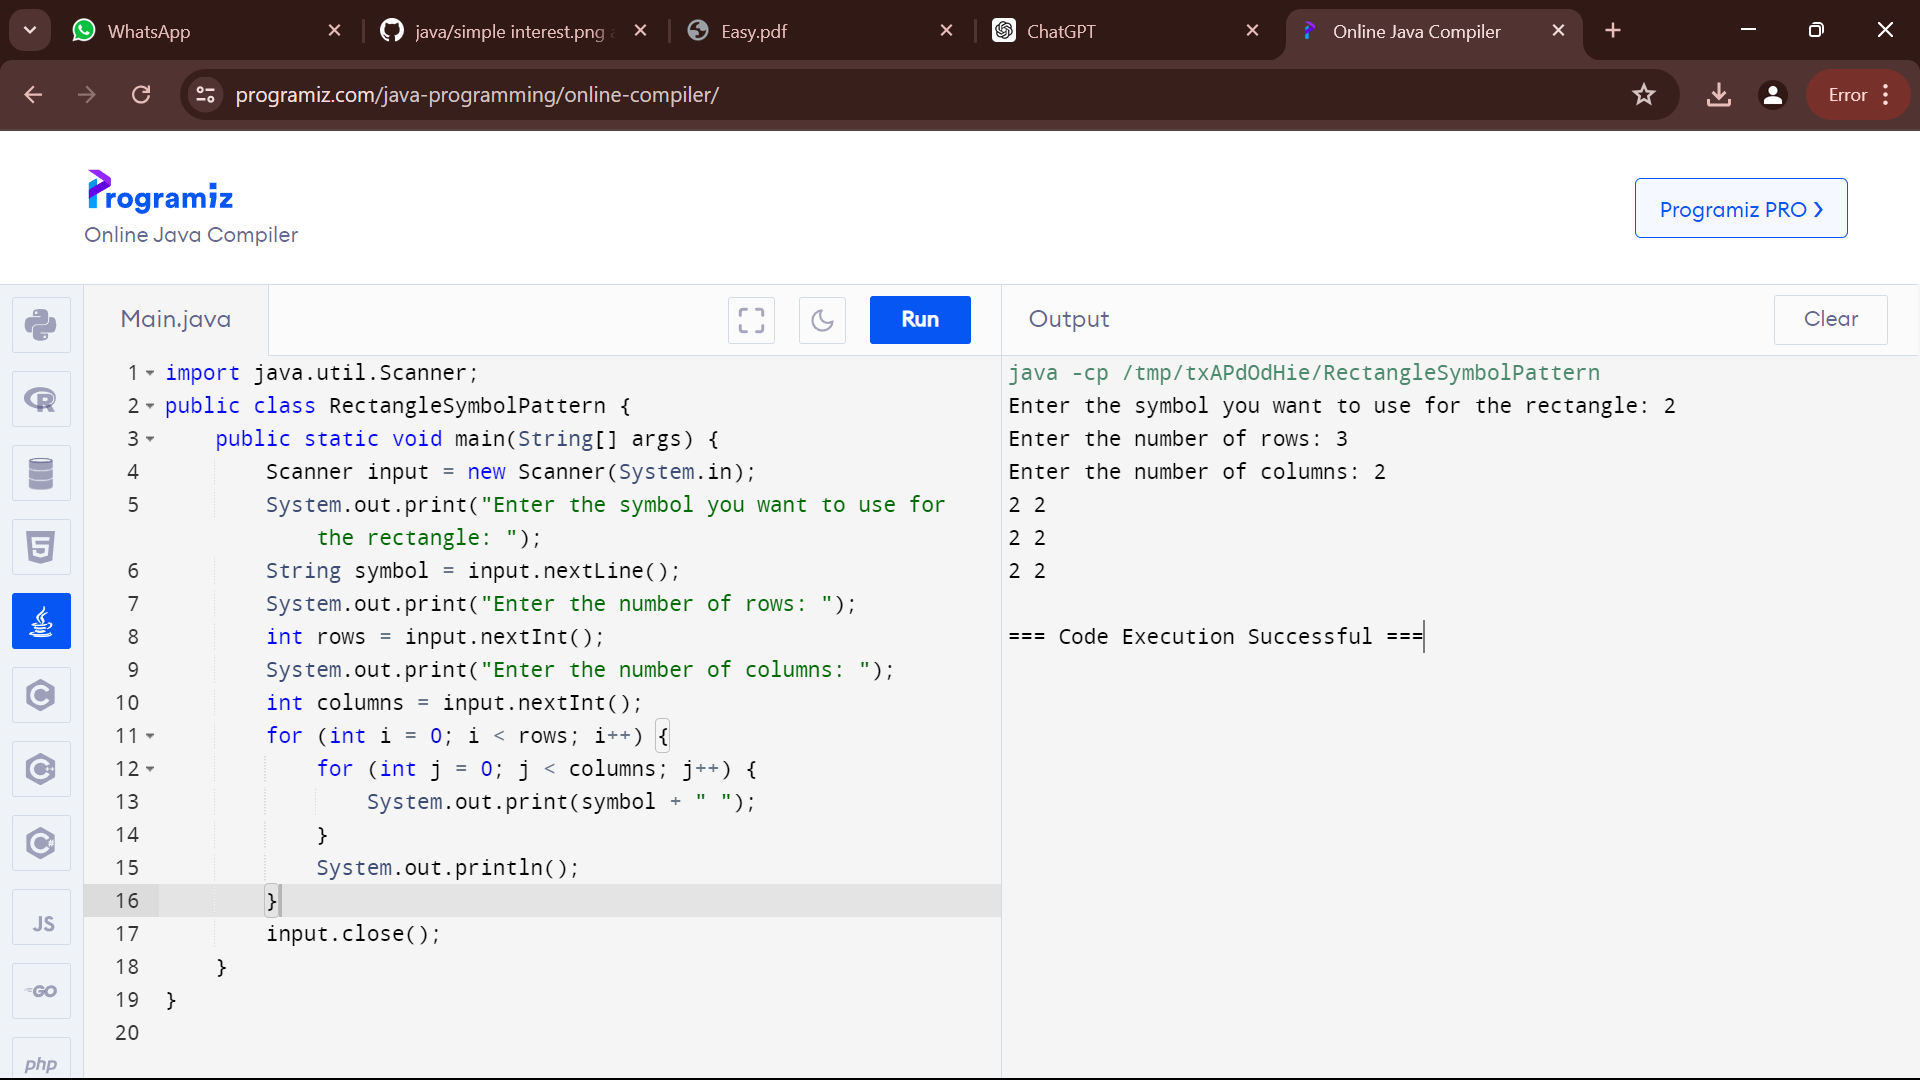 WhatsApp
java/simple interest.png
Easy.pdf
ChatGPT
Online Java Compiler
programiz.com/java-programming/online-compiler/
Error
Programiz
Online Java Compiler
Programiz PRO ›
Main.java
Run
Output
Clear
1 import java.util.Scanner;
2 public class RectangleSymbolPattern {
3     public static void main(String[] args) {
4         Scanner input = new Scanner(System.in);
5         System.out.print("Enter the symbol you want to use for
            the rectangle: ");
6         String symbol = input.nextLine();
7         System.out.print("Enter the number of rows: ");
8         int rows = input.nextInt();
9         System.out.print("Enter the number of columns: ");
10         int columns = input.nextInt();
11         for (int i = 0; i < rows; i++) {
12             for (int j = 0; j < columns; j++) {
13                 System.out.print(symbol + " ");
14             }
15             System.out.println();
16         }
17         input.close();
18     }
19 }
20
java -cp /tmp/txAPdOdHie/RectangleSymbolPattern
Enter the symbol you want to use for the rectangle: 2
Enter the number of rows: 3
Enter the number of columns: 2
2 2
2 2
2 2
=== Code Execution Successful ===
JS
GO
php